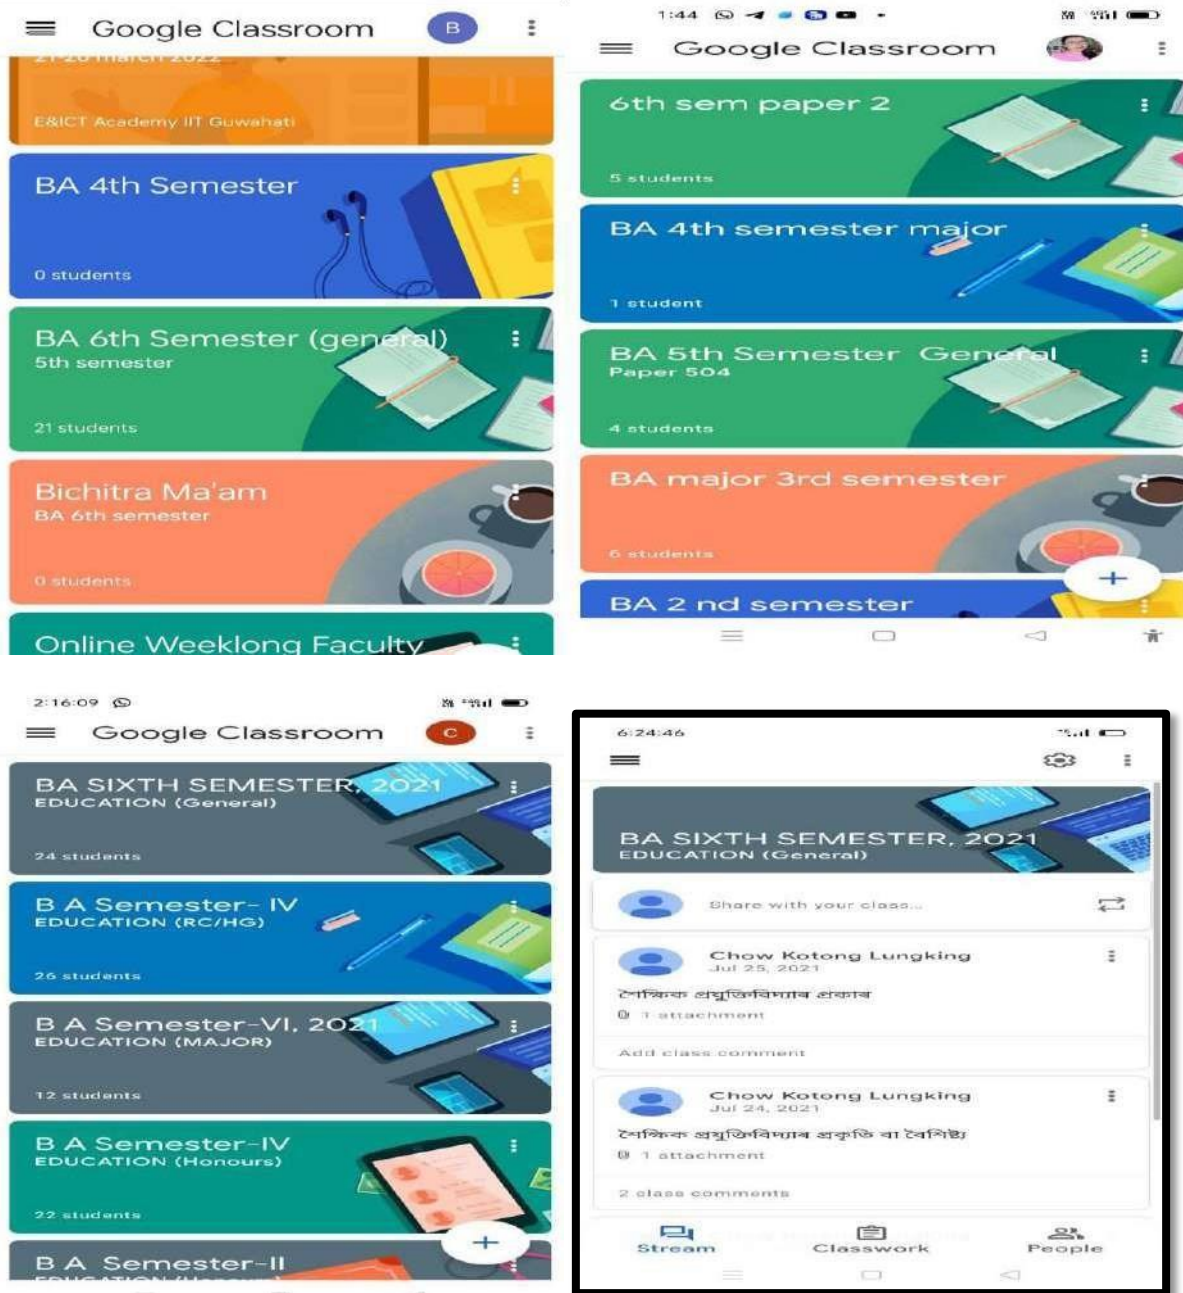 Google Classroom
B
21-26 march 2022
E&ICT Academy IIT Guwahati
BA 4th Semester
0 students
BA 6th Semester (general)
5th semester
21 students
Bichitra Ma'am
BA 6th semester
0 students
Online Weeklong Faculty
1:44
Google Classroom
6th sem paper 2
5 students
BA 4th semester major
1 student
BA 5th Semester General
Paper 504
4 students
BA major 3rd semester
6 students
BA 2 nd semester
2:16:09
Google Classroom
C
BA SIXTH SEMESTER, 2021
EDUCATION (General)
24 students
B A Semester- IV
EDUCATION (RC/HG)
26 students
B A Semester-VI, 2021
EDUCATION (MAJOR)
12 students
B A Semester-IV
EDUCATION (Honours)
22 students
B A Semester-II
6:24:46
BA SIXTH SEMESTER, 2021
EDUCATION (General)
Share with your class...
Chow Kotong Lungking
Jul 25, 2021
শৈক্ষিক প্ৰযুক্তিবিদ্যাৰ প্ৰকাৰ
1 attachment
Add class comment
Chow Kotong Lungking
Jul 24, 2021
শৈক্ষিক প্ৰযুক্তিবিদ্যাৰ প্ৰকৃতি বা বৈশিষ্ট্য
1 attachment
2 class comments
Stream Classwork People